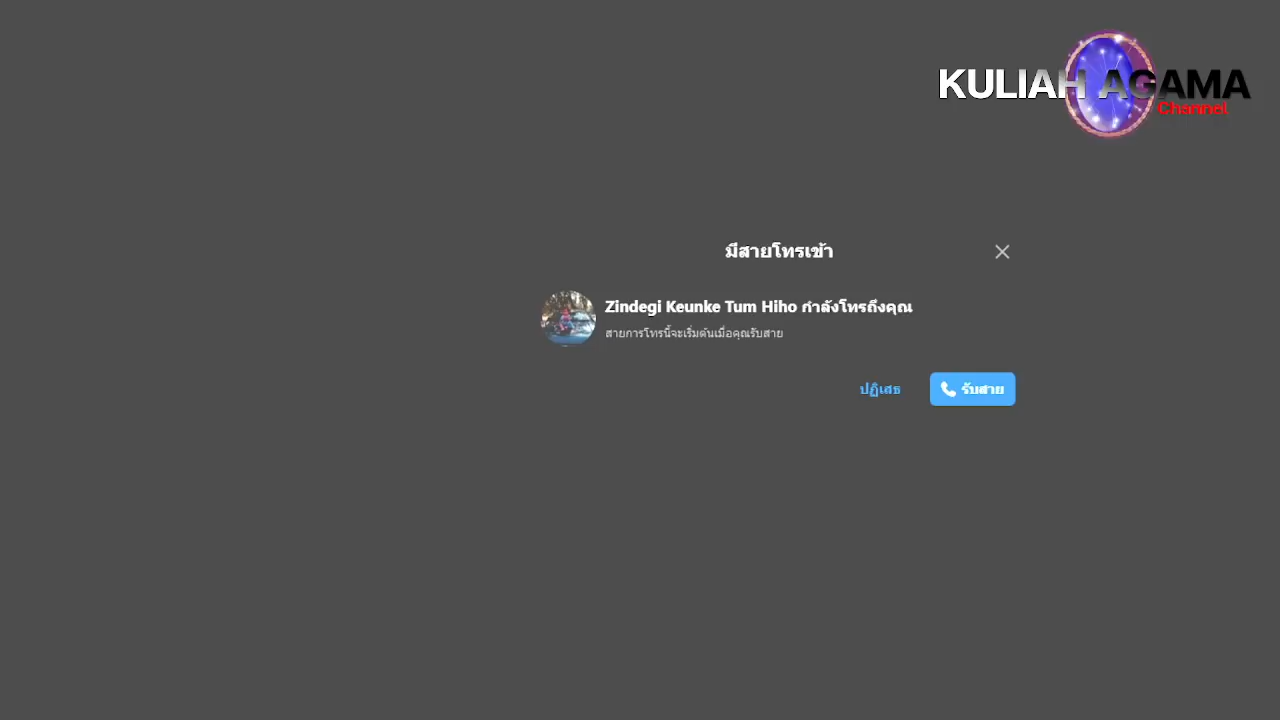 KULIAH AGAMA
Channel
มีสายโทรเข้า
Zindegi Keunke Tum Hiho กำลังโทรถึงคุณ
สายการโทรนี้จะเริ่มต้นเมื่อคุณรับสาย
ปฏิเสธ
รับสาย